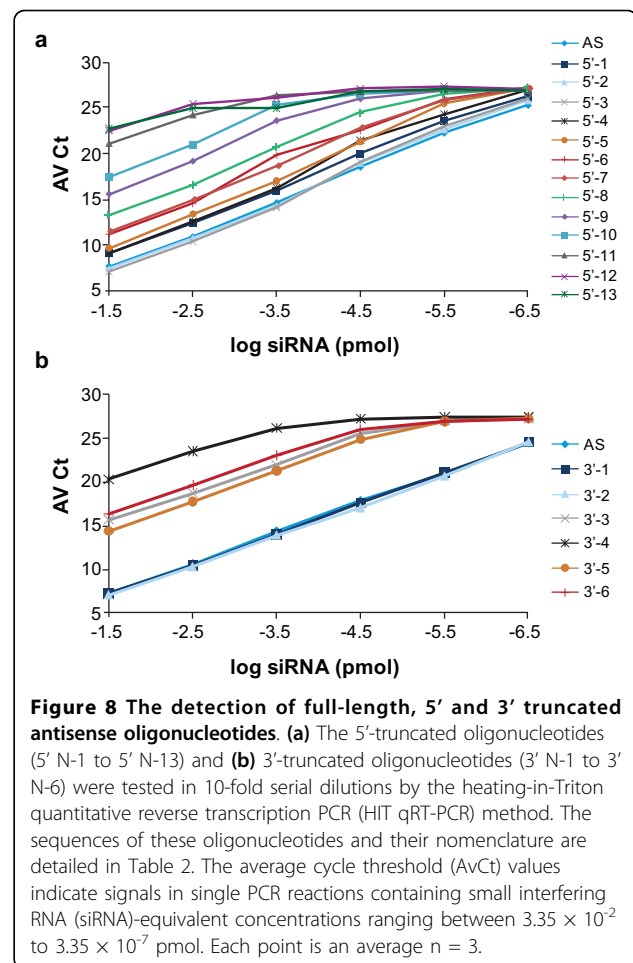 a
30
25
20
15
10
5
AV Ct
-1.5 -2.5 -3.5 -4.5 -5.5 -6.5
log siRNA (pmol)
AS
5'-1
5'-2
5'-3
5'-4
5'-5
5'-6
5'-7
5'-8
5'-9
5'-10
5'-11
5'-12
5'-13
b
30
25
20
15
10
5
AV Ct
-1.5 -2.5 -3.5 -4.5 -5.5 -6.5
log siRNA (pmol)
AS
3'-1
3'-2
3'-3
3'-4
3'-5
3'-6
Figure 8 The detection of full-length, 5′ and 3′ truncated
antisense oligonucleotides. (a) The 5′-truncated oligonucleotides
(5′ N-1 to 5′ N-13) and (b) 3′-truncated oligonucleotides (3′ N-1 to 3′
N-6) were tested in 10-fold serial dilutions by the heating-in-Triton
quantitative reverse transcription PCR (HIT qRT-PCR) method. The
sequences of these oligonucleotides and their nomenclature are
detailed in Table 2. The average cycle threshold (AvCt) values
indicate signals in single PCR reactions containing small interfering
RNA (siRNA)-equivalent concentrations ranging between 3.35 × 10⁻²
to 3.35 × 10⁻⁷ pmol. Each point is an average n = 3.